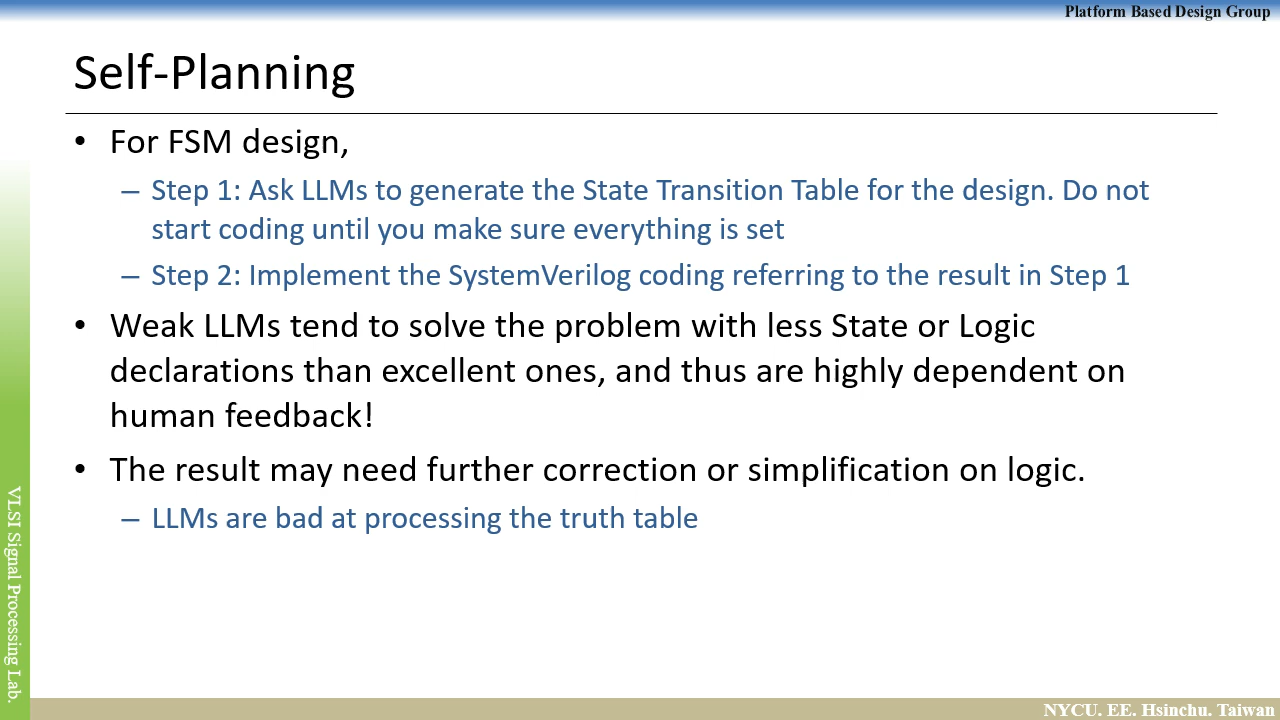 Platform Based Design Group
Self-Planning
• For FSM design,
– Step 1: Ask LLMs to generate the State Transition Table for the design. Do not
start coding until you make sure everything is set
– Step 2: Implement the SystemVerilog coding referring to the result in Step 1
• Weak LLMs tend to solve the problem with less State or Logic
declarations than excellent ones, and thus are highly dependent on
human feedback!
• The result may need further correction or simplification on logic.
– LLMs are bad at processing the truth table
VLSI Signal Processing Lab.
NYCU. EE. Hsinchu. Taiwan